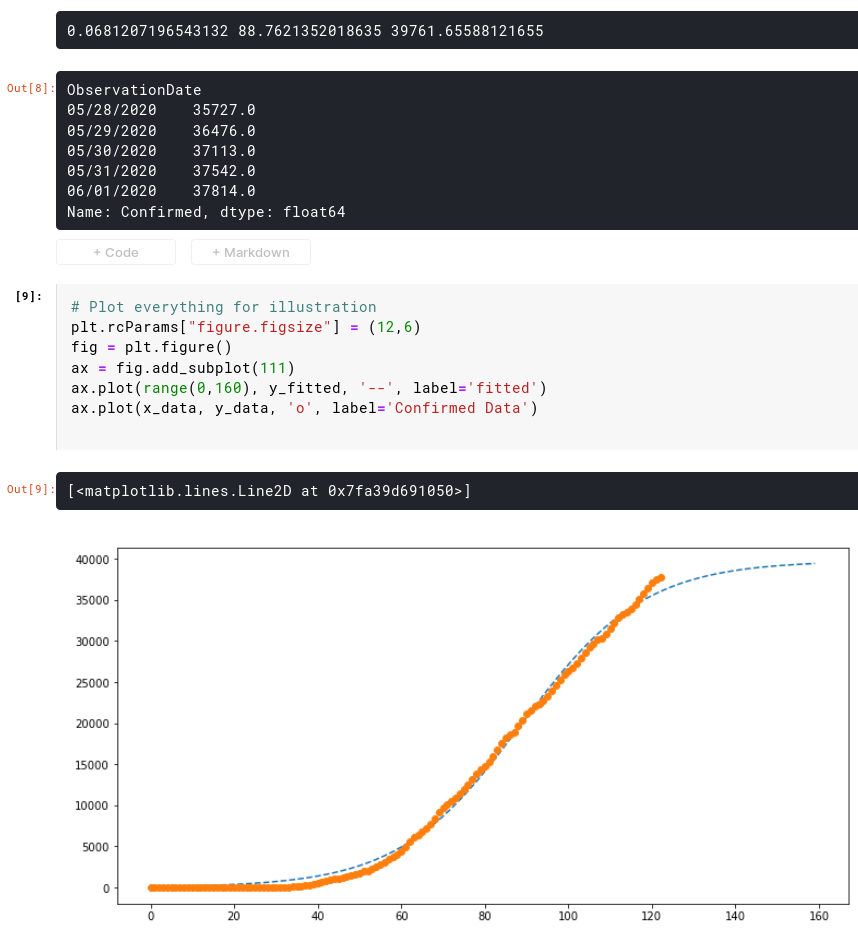 0.0681207196543132 88.7621352018635 39761.65588121655
Out[8]:
ObservationDate
05/28/2020    35727.0
05/29/2020    36476.0
05/30/2020    37113.0
05/31/2020    37542.0
06/01/2020    37814.0
Name: Confirmed, dtype: float64
+ Code + Markdown
[9]:
# Plot everything for illustration
plt.rcParams["figure.figsize"] = (12,6)
fig = plt.figure()
ax = fig.add_subplot(111)
ax.plot(range(0,160), y_fitted, '--', label='fitted')
ax.plot(x_data, y_data, 'o', label='Confirmed Data')
Out[9]:
[<matplotlib.lines.Line2D at 0x7fa39d691050>]
40000
35000
30000
25000
20000
15000
10000
5000
0
0 20 40 60 80 100 120 140 160